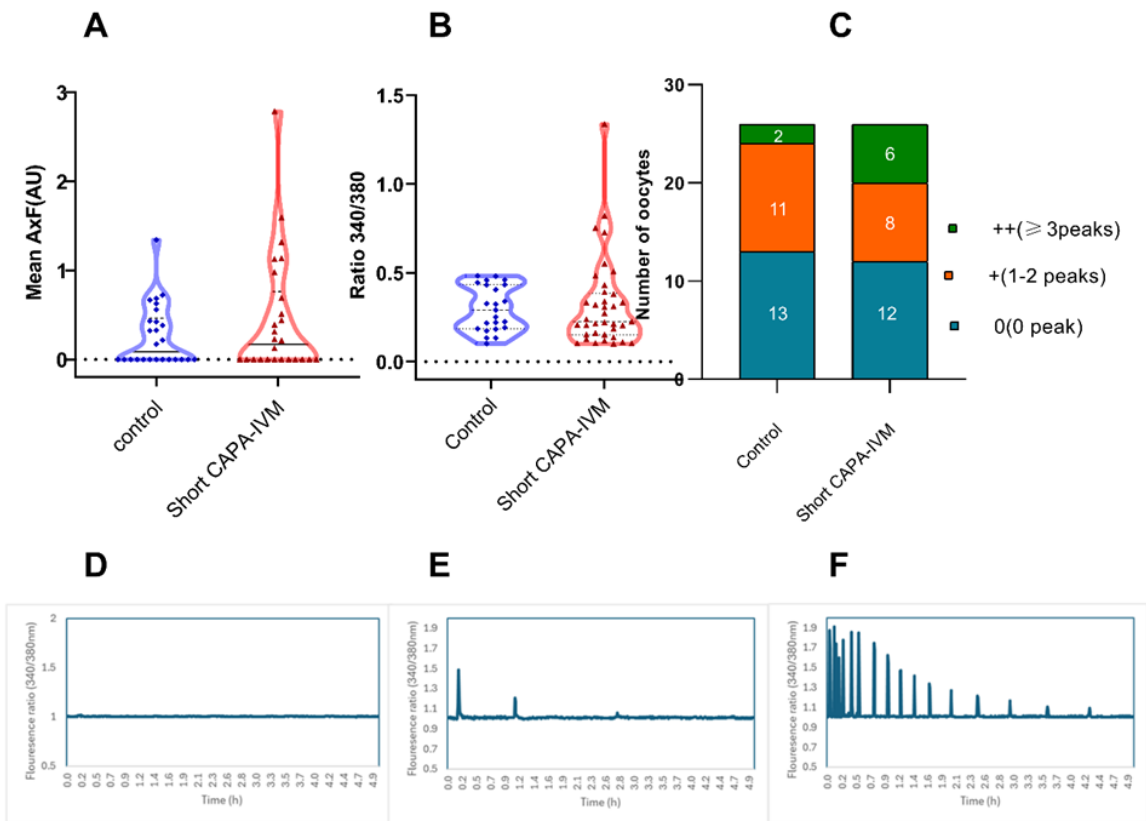 A
B
C
Mean AxF(AU)
3
2
1
0
control
Short CAPA-IVM
Ratio 340/380
1.5
1.0
0.5
0.0
Control
Short CAPA-IVM
Number of oocytes
30
20
10
0
2
11
13
6
8
12
Control
Short CAPA-IVM
++(⩾ 3peaks)
+(1-2 peaks)
0(0 peak)
D
E
F
Flouresence ratio (340/380nm)
2
1.5
1
0.5
0.0 0.2 0.5 0.7 0.9 1.2 1.4 1.6 1.8 2.1 2.3 2.6 2.8 3.0 3.3 3.5 3.7 4.0 4.2 4.4 4.7 4.9
Time (h)
Flouresence ratio (340/380nm)
1.9
1.7
1.5
1.3
1.1
0.9
0.7
0.5
0.0 0.2 0.5 0.7 0.9 1.2 1.4 1.6 1.9 2.1 2.3 2.6 2.8 3.0 3.3 3.5 3.7 4.0 4.2 4.4 4.7 4.9
Time (h)
Flouresence ratio (340/380nm)
1.9
1.7
1.5
1.3
1.1
0.9
0.7
0.5
0.0 0.2 0.5 0.7 0.9 1.2 1.4 1.6 1.9 2.1 2.3 2.6 2.8 3.0 3.3 3.5 3.7 4.0 4.2 4.4 4.7 4.9
Time (h)